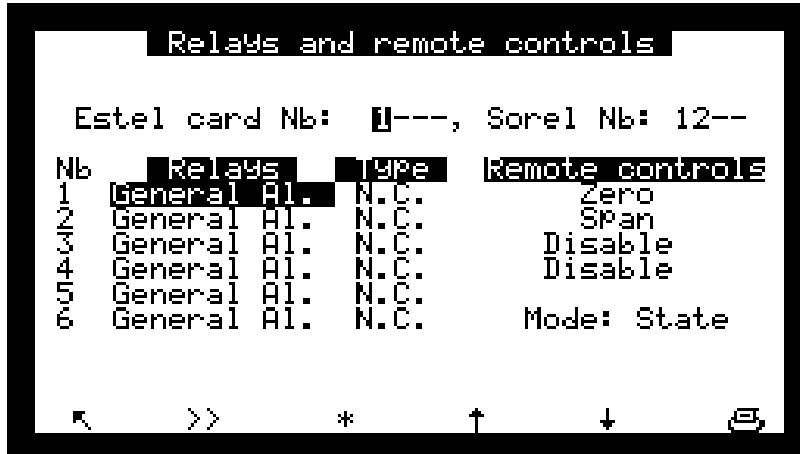 Relays and remote controls
Estel card Nb: 1---, Sorel Nb: 12--
Nb Relays Type Remote controls
1 General Al. N.C. Zero
2 General Al. N.C. Span
3 General Al. N.C. Disable
4 General Al. N.C. Disable
5 General Al. N.C.
6 General Al. N.C. Mode: State
↖ >> * ↑ ↓